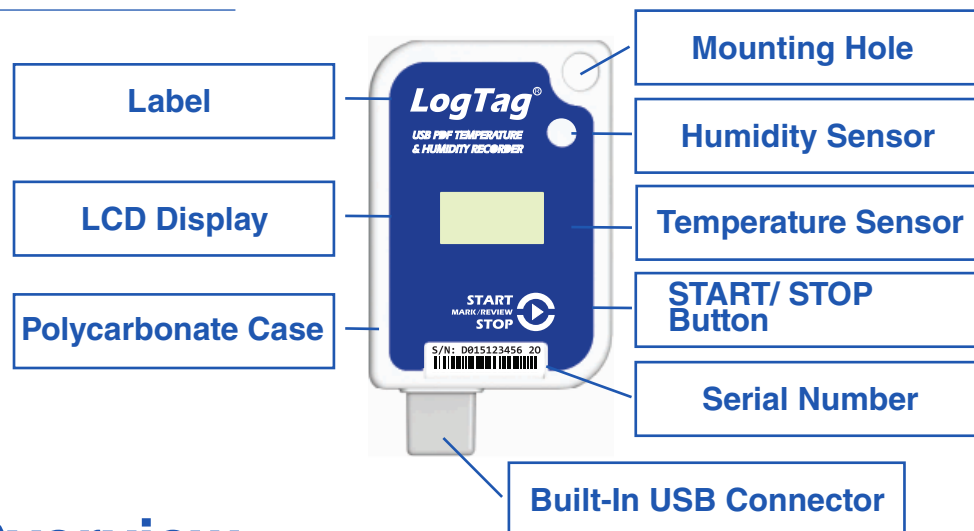 Mounting Hole
Label
LogTag®
USB PDF TEMPERATURE
& HUMIDITY RECORDER
Humidity Sensor
LCD Display
Temperature Sensor
START
MARK/REVIEW
STOP
START/ STOP
Button
Polycarbonate Case
S/N: D015123456 20
Serial Number
Built-In USB Connector